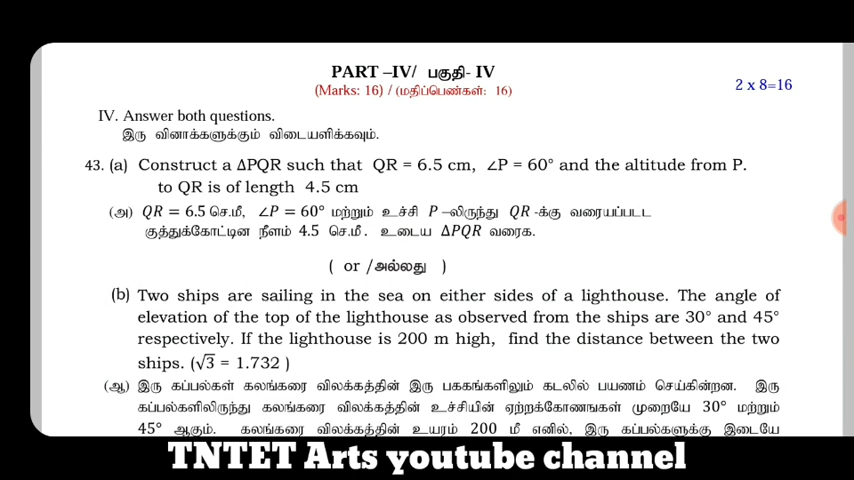 PART –IV/ பகுதி- IV
(Marks: 16) / (மதிப்பெண்கள்: 16)
2 x 8=16
IV. Answer both questions.
இரு வினாக்களுக்கும் விடையளிக்கவும்.
43. (a) Construct a ∆PQR such that QR = 6.5 cm, ∠P = 60° and the altitude from P.
to QR is of length 4.5 cm
(அ) QR = 6.5 செ.மீ, ∠P = 60° மற்றும் உச்சி P –லிருந்து QR -க்கு வரையப்படட
குத்துக்கோட்டின நீளம் 4.5 செ.மீ. உடைய ∆PQR வரைக.
( or /அல்லது )
(b) Two ships are sailing in the sea on either sides of a lighthouse. The angle of
elevation of the top of the lighthouse as observed from the ships are 30° and 45°
respectively. If the lighthouse is 200 m high, find the distance between the two
ships. (√3 = 1.732 )
(ஆ) இரு கப்பல்கள் கலங்கரை விலக்கத்தின் இரு பககங்களிலும் கடலில் பயணம் செய்கின்றன. இரு
கப்பல்களிலிருந்து கலங்கரை விலக்கத்தின் உச்சியின் ஏற்றக்கோணஙகள் முறையே 30° மற்றும்
45° ஆகும். கலங்கரை விலக்கத்தின் உயரம் 200 மீ எனில், இரு கப்பல்களுக்கு இடையே
TNTET Arts youtube channel